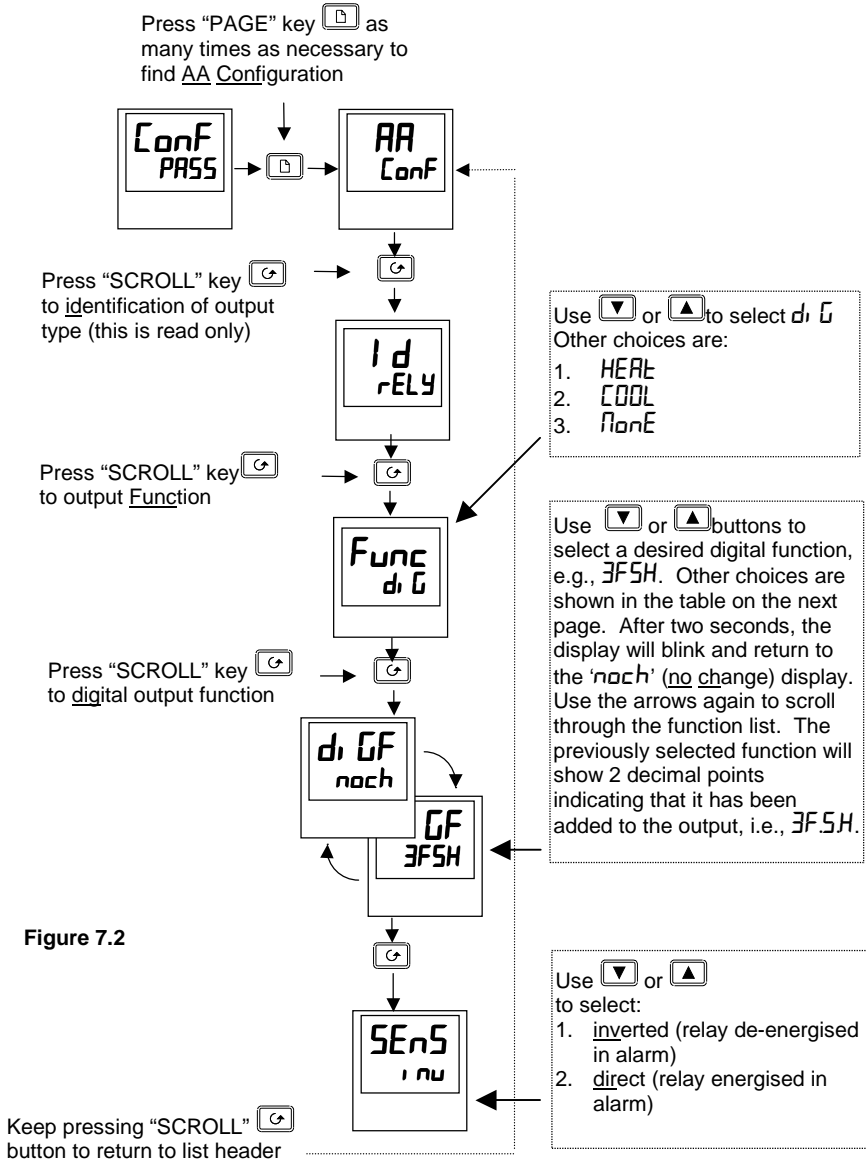 Press “PAGE” key as
many times as necessary to
find AA Configuration
ConF
PASS
AA
ConF
Press “SCROLL” key
to identification of output
type (this is read only)
Id
rELY
Use ▼ or ▲ to select diG
Other choices are:
1. HEAt
2. COOL
3. NonE
Press “SCROLL” key
to output Function
Func
diG
Use ▼ or ▲ buttons to
select a desired digital function,
e.g., 3FSH. Other choices are
shown in the table on the next
page. After two seconds, the
display will blink and return to
the ‘noch’ (no change) display.
Use the arrows again to scroll
through the function list. The
previously selected function will
show 2 decimal points
indicating that it has been
added to the output, i.e., 3F.S.H.
Press “SCROLL” key
to digital output function
diGF
noch
GF
3FSH
Figure 7.2
SEnS
inv
Use ▼ or ▲
to select:
1. inverted (relay de-energised
in alarm)
2. direct (relay energised in
alarm)
Keep pressing “SCROLL”
button to return to list header